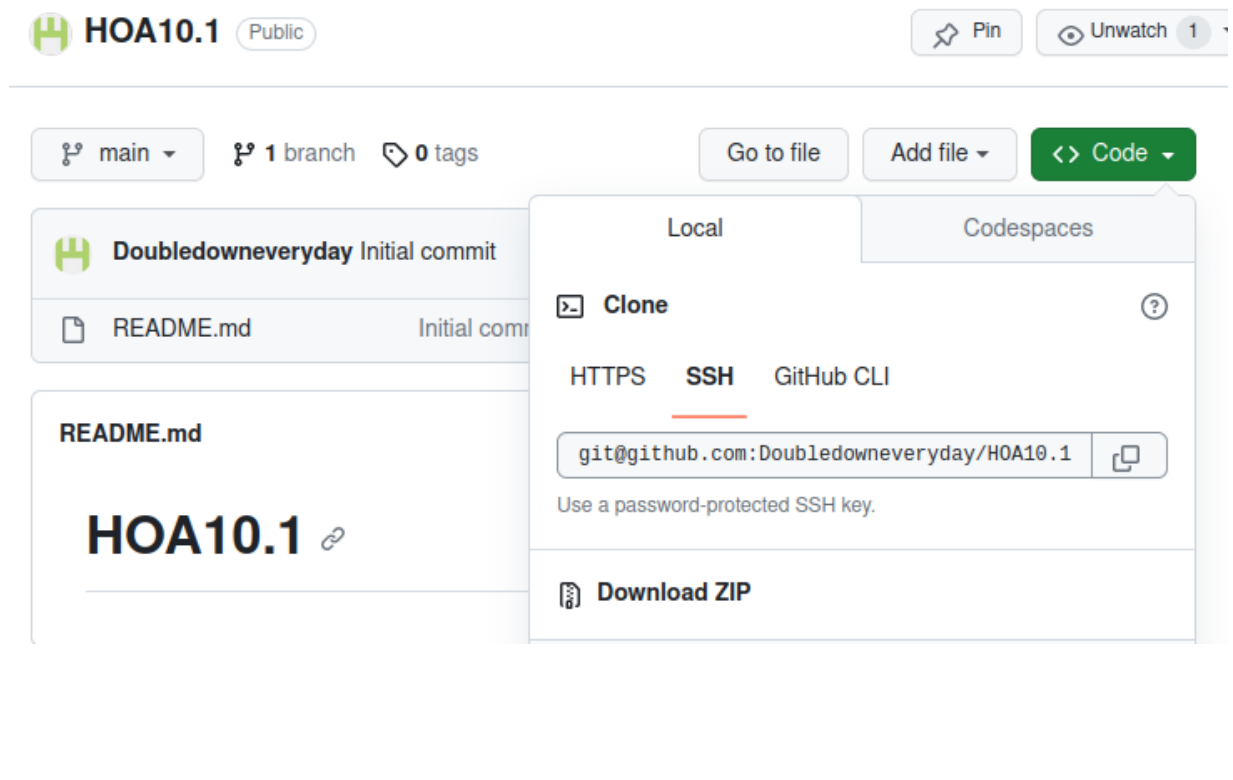 HOA10.1 Public Pin Unwatch 1
main 1 branch 0 tags Go to file Add file Code
Local Codespaces
Doubledowneveryday Initial commit
Clone
README.md Initial
HTTPS SSH GitHub CLI
README.md
git@github.com:Doubledowneveryday/HOA10.1
Use a password-protected SSH key.
HOA10.1
Download ZIP